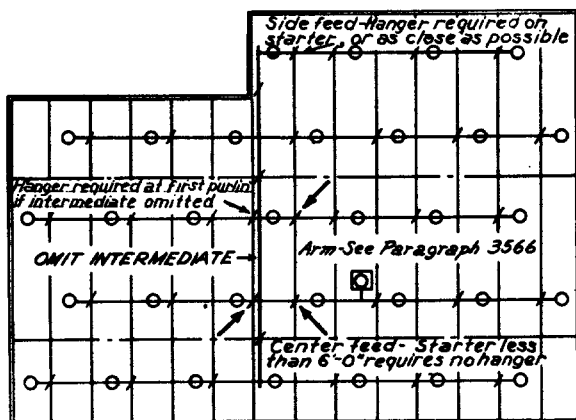 Side feed-Hanger required on
starter, or as close as possible
Hanger required at first purlin
if intermediate omitted
OMIT INTERMEDIATE
Arm-See Paragraph 3566
Center feed- Starter less
than 6'-0" requires no hanger